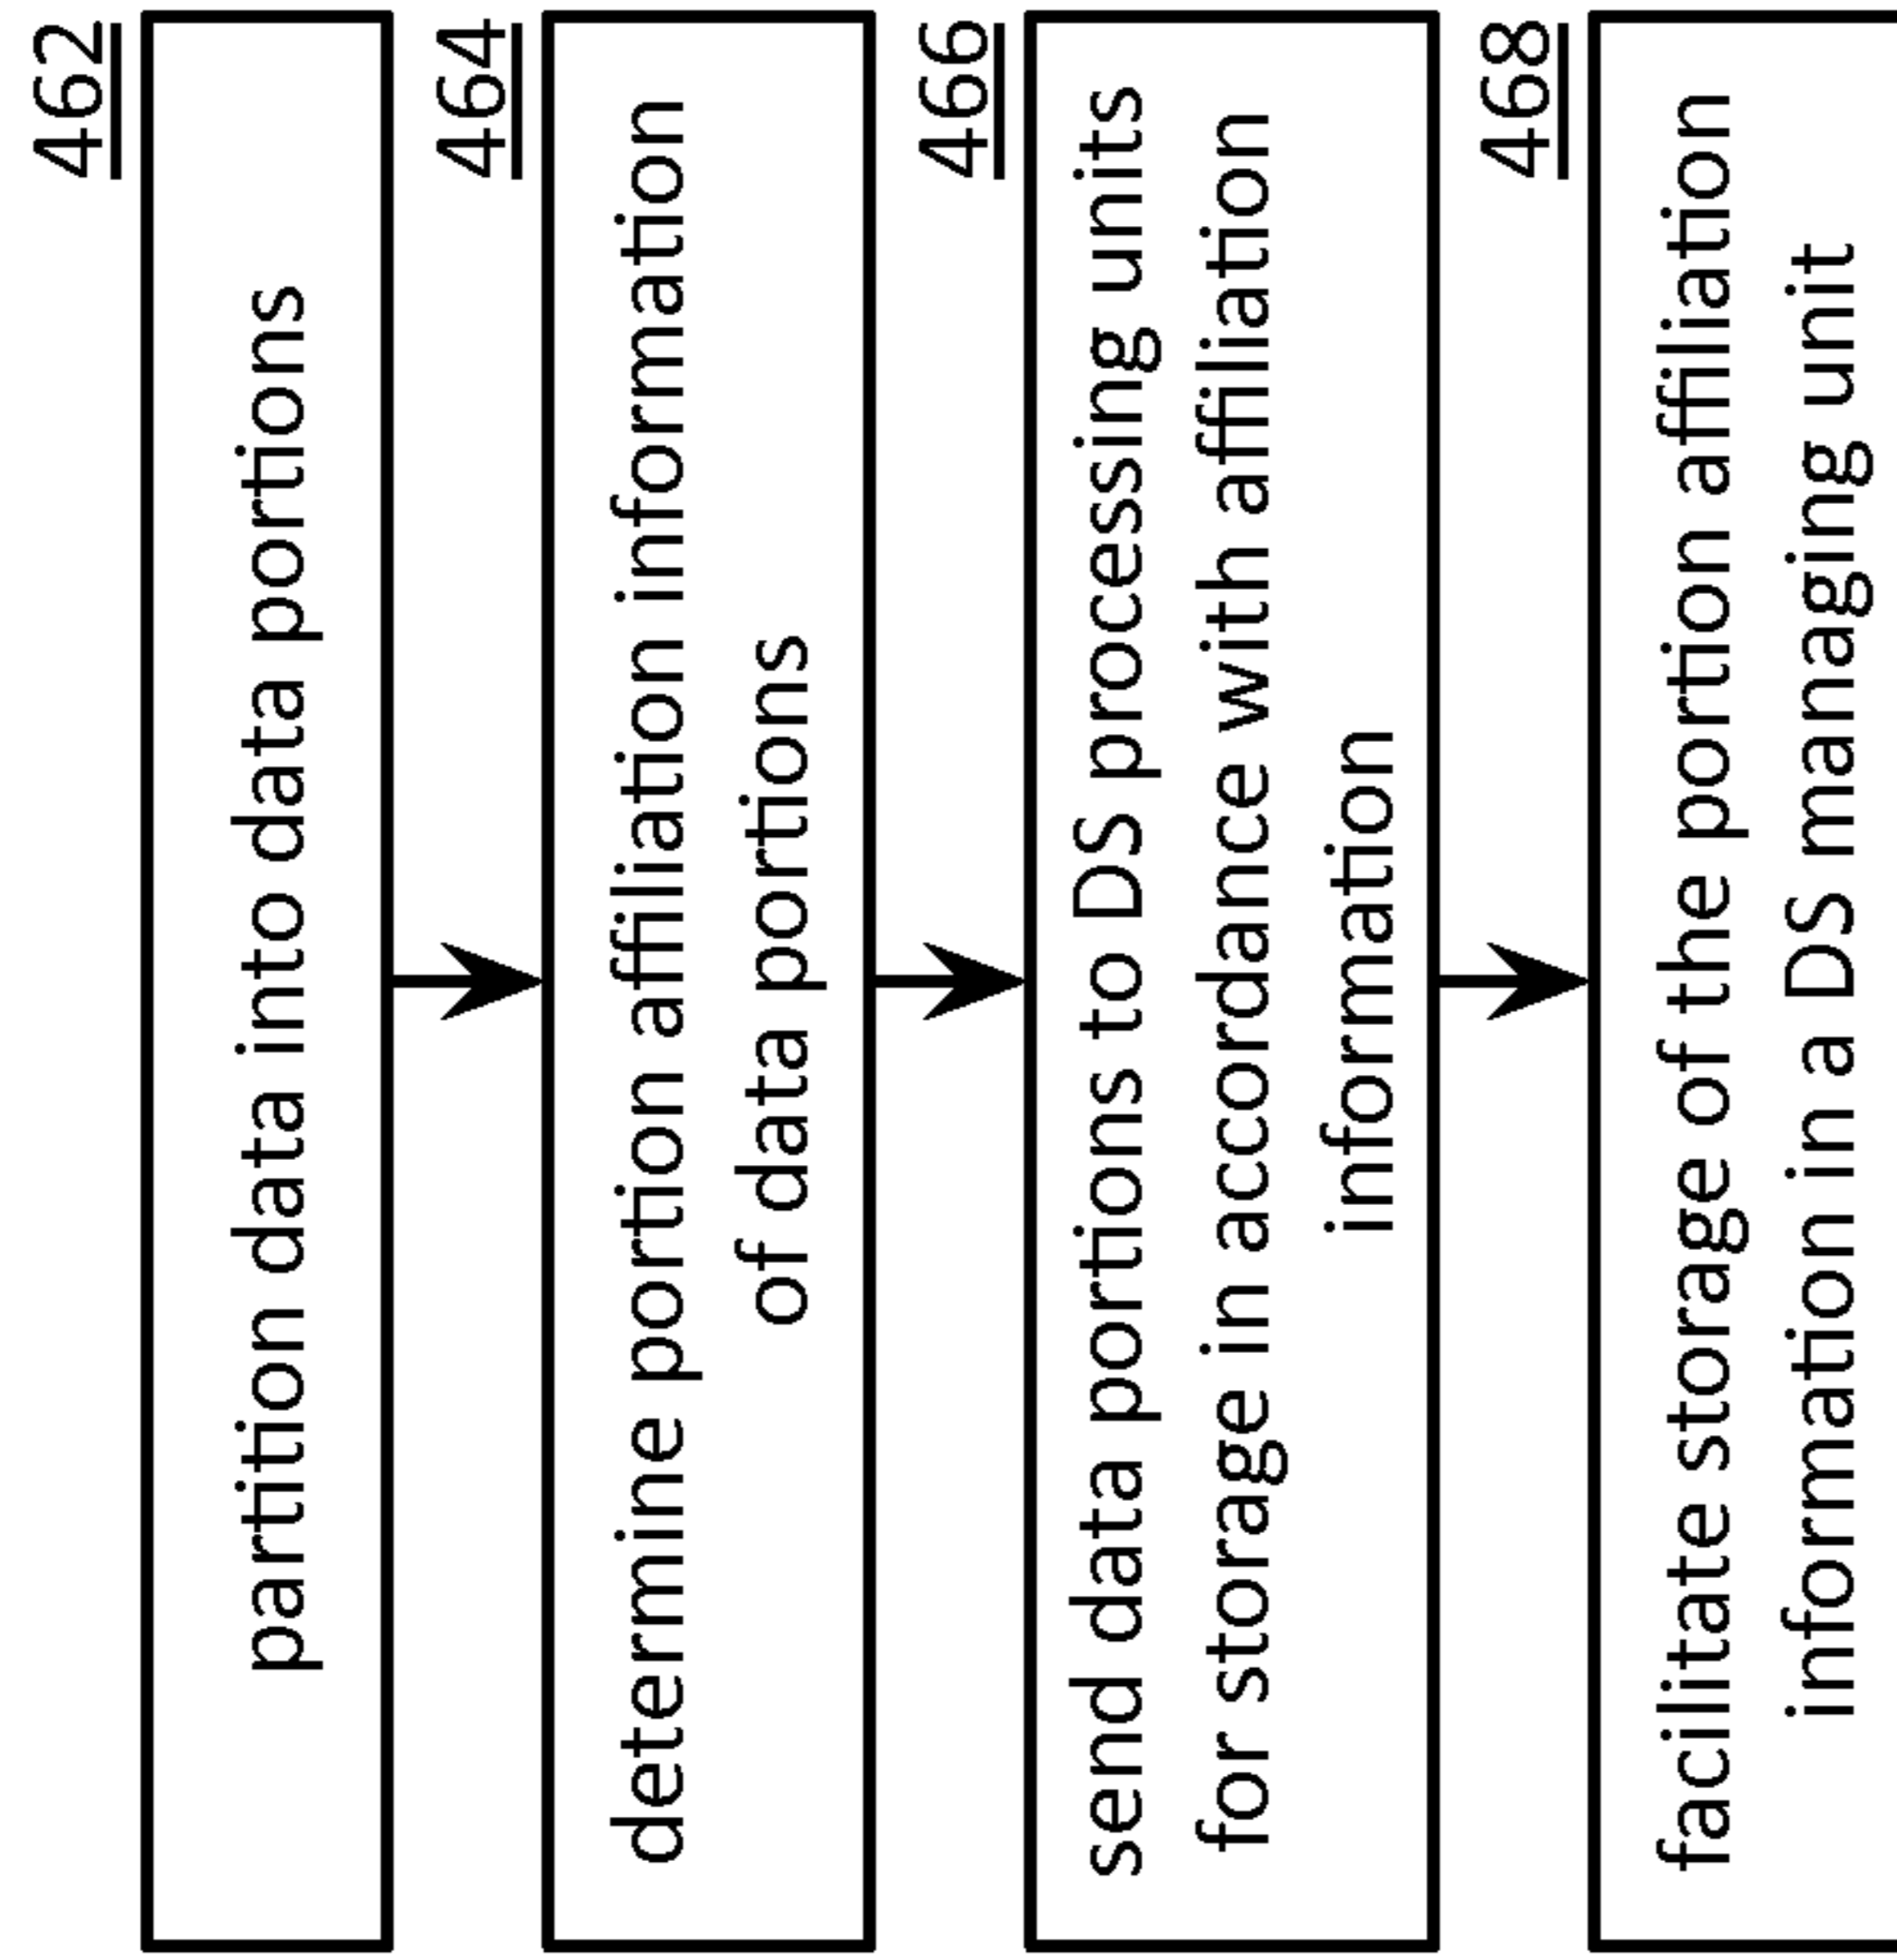 462
partition data into data portions
464
determine portion affiliation information
of data portions
466
send data portions to DS processing units
for storage in accordance with affiliation
information
468
facilitate storage of the portion affiliation
information in a DS managing unit